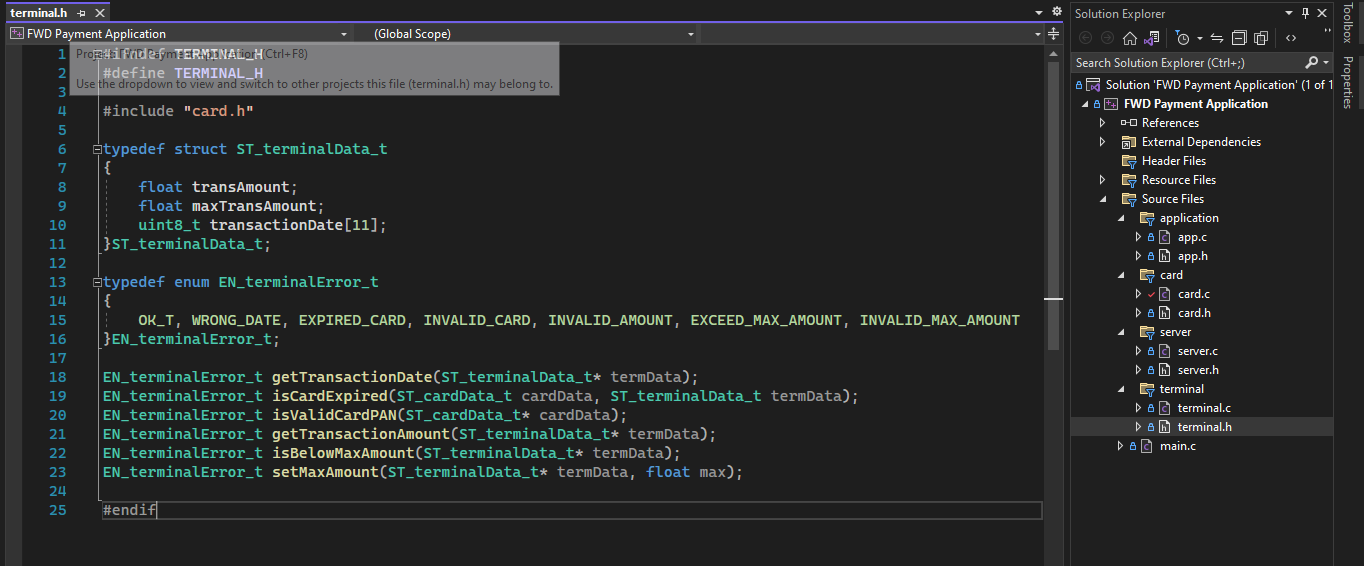 terminal.h
FWD Payment Application
(Global Scope)
1 #ifndef TERMINAL_H
2 #define TERMINAL_H
3
4 #include "card.h"
5
6 typedef struct ST_terminalData_t
7 {
8 float transAmount;
9 float maxTransAmount;
10 uint8_t transactionDate[11];
11 }ST_terminalData_t;
12
13 typedef enum EN_terminalError_t
14 {
15 OK_T, WRONG_DATE, EXPIRED_CARD, INVALID_CARD, INVALID_AMOUNT, EXCEED_MAX_AMOUNT, INVALID_MAX_AMOUNT
16 }EN_terminalError_t;
17
18 EN_terminalError_t getTransactionDate(ST_terminalData_t* termData);
19 EN_terminalError_t isCardExpired(ST_cardData_t cardData, ST_terminalData_t termData);
20 EN_terminalError_t isValidCardPAN(ST_cardData_t* cardData);
21 EN_terminalError_t getTransactionAmount(ST_terminalData_t* termData);
22 EN_terminalError_t isBelowMaxAmount(ST_terminalData_t* termData);
23 EN_terminalError_t setMaxAmount(ST_terminalData_t* termData, float max);
24
25 #endif
Project: FWD Payment Application (Ctrl+F8)
Use the dropdown to view and switch to other projects this file (terminal.h) may belong to.
Solution Explorer
Search Solution Explorer (Ctrl+;)
Solution 'FWD Payment Application' (1 of 1
FWD Payment Application
References
External Dependencies
Header Files
Resource Files
Source Files
application
app.c
app.h
card
card.c
card.h
server
server.c
server.h
terminal
terminal.c
terminal.h
main.c
Toolbox
Properties